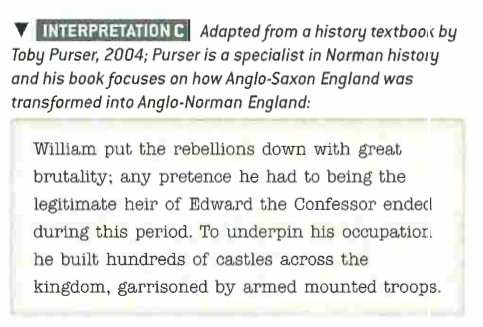 ▼ INTERPRETATION C Adapted from a history textbook by
Toby Purser, 2004; Purser is a specialist in Norman history
and his book focuses on how Anglo-Saxon England was
transformed into Anglo-Norman England:
William put the rebellions down with great
brutality; any pretence he had to being the
legitimate heir of Edward the Confessor ended
during this period. To underpin his occupation
he built hundreds of castles across the
kingdom, garrisoned by armed mounted troops.